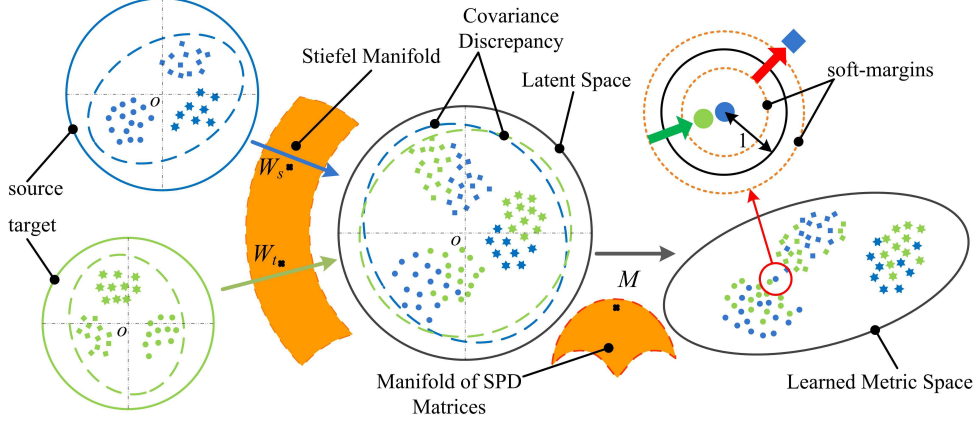 Covariance
Discrepancy
Stiefel Manifold
Latent Space
soft-margins
o
source
target
W_s
W_t
o
o
1
M
Manifold of SPD
Matrices
Learned Metric Space